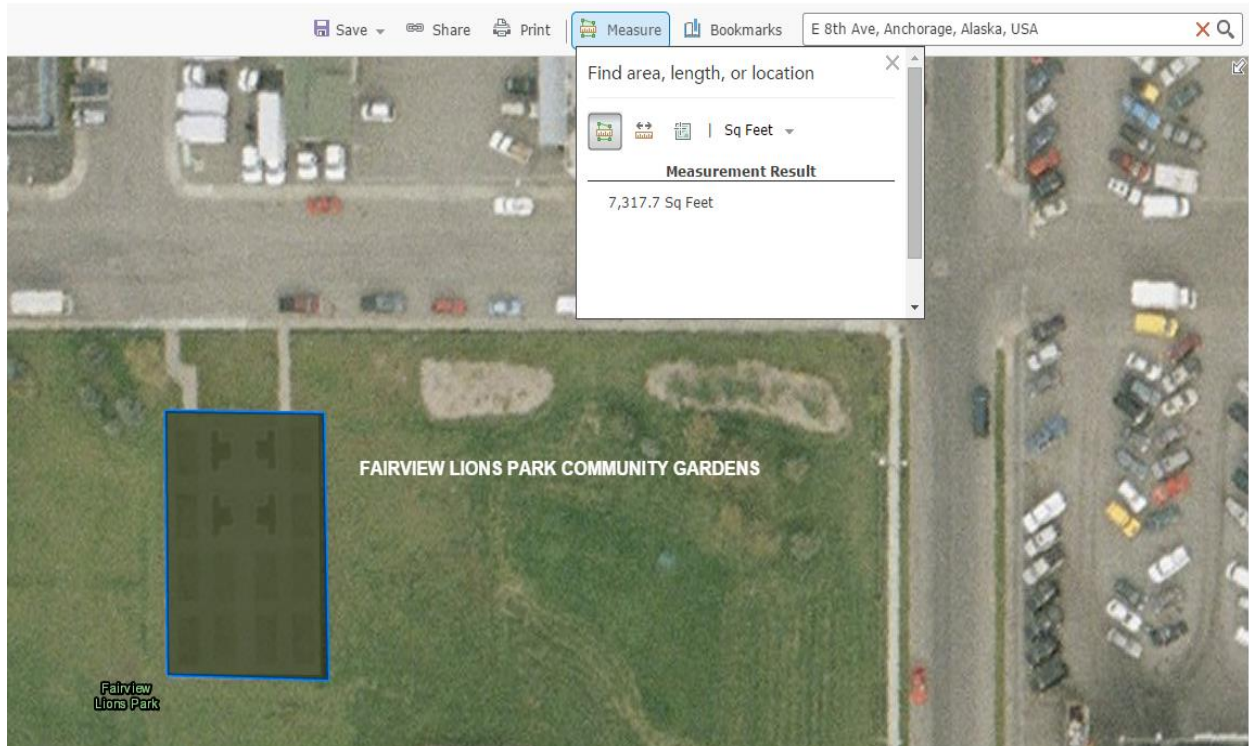 Save Share Print Measure Bookmarks E 8th Ave, Anchorage, Alaska, USA
Find area, length, or location
Sq Feet
Measurement Result
7,317.7 Sq Feet
FAIRVIEW LIONS PARK COMMUNITY GARDENS
Fairview
Lions Park